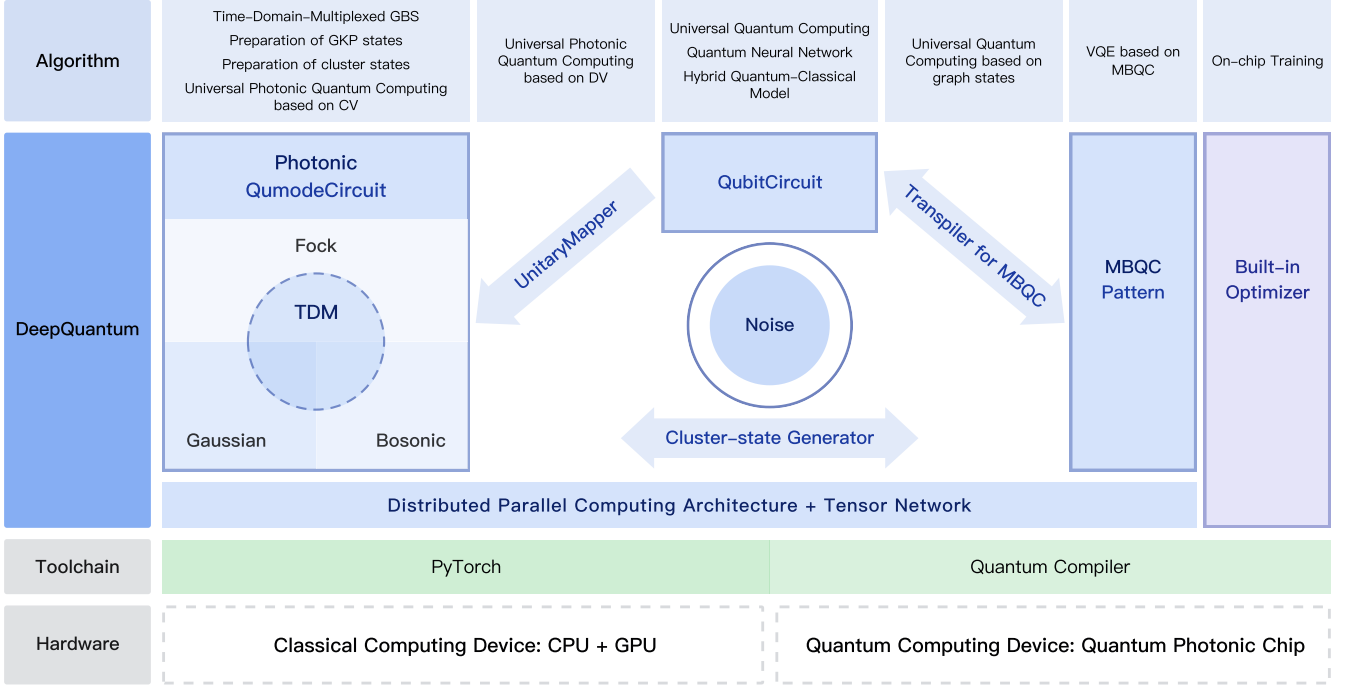 Algorithm
Time-Domain-Multiplexed GBS
Preparation of GKP states
Preparation of cluster states
Universal Photonic Quantum Computing
based on CV
Universal Photonic
Quantum Computing
based on DV
Universal Quantum Computing
Quantum Neural Network
Hybrid Quantum-Classical
Model
Universal Quantum
Computing based on
graph states
VQE based on
MBQC
On-chip Training
DeepQuantum
Photonic
QumodeCircuit
Fock
TDM
Gaussian
Bosonic
UnitaryMapper
QubitCircuit
Noise
Transpiler for MBQC
Cluster-state Generator
MBQC
Pattern
Built-in
Optimizer
Distributed Parallel Computing Architecture + Tensor Network
Toolchain
PyTorch
Quantum Compiler
Hardware
Classical Computing Device: CPU + GPU
Quantum Computing Device: Quantum Photonic Chip